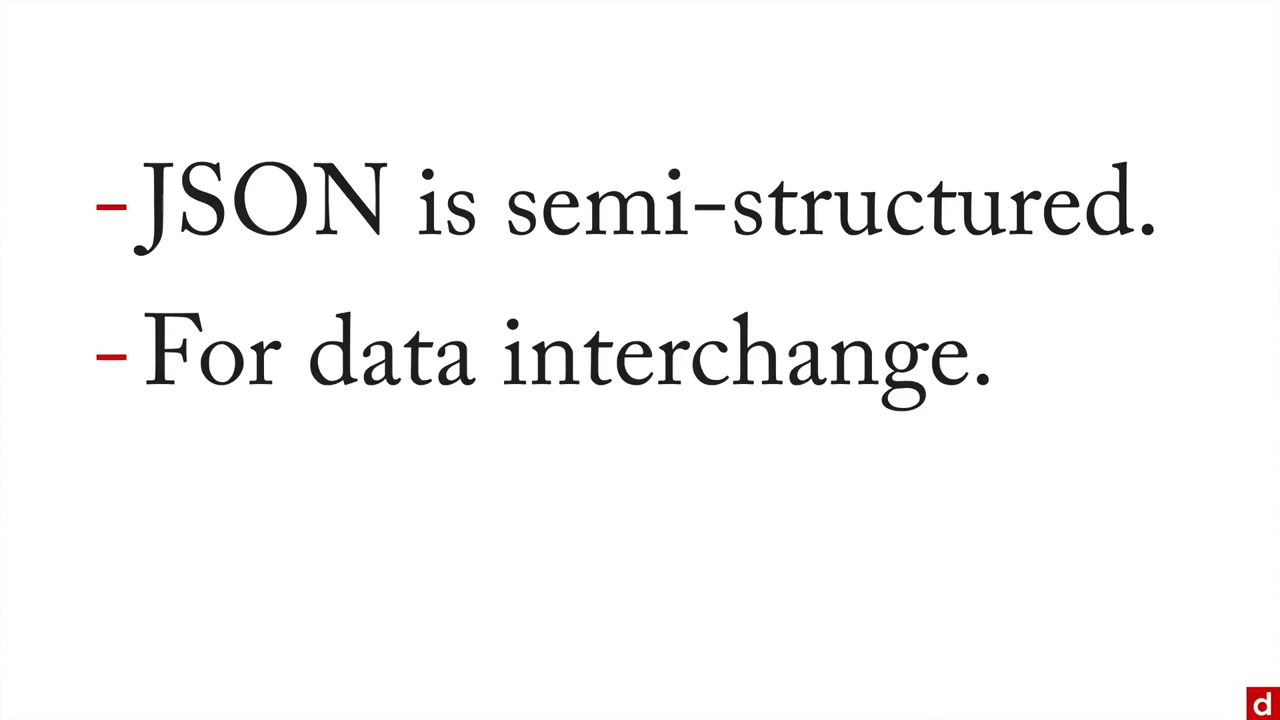 -JSON is semi-structured.
-For data interchange.
d